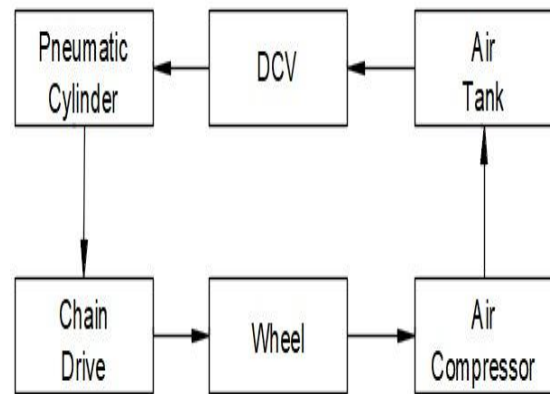 Pneumatic
Cylinder
DCV
Air
Tank
Chain
Drive
Wheel
Air
Compressor